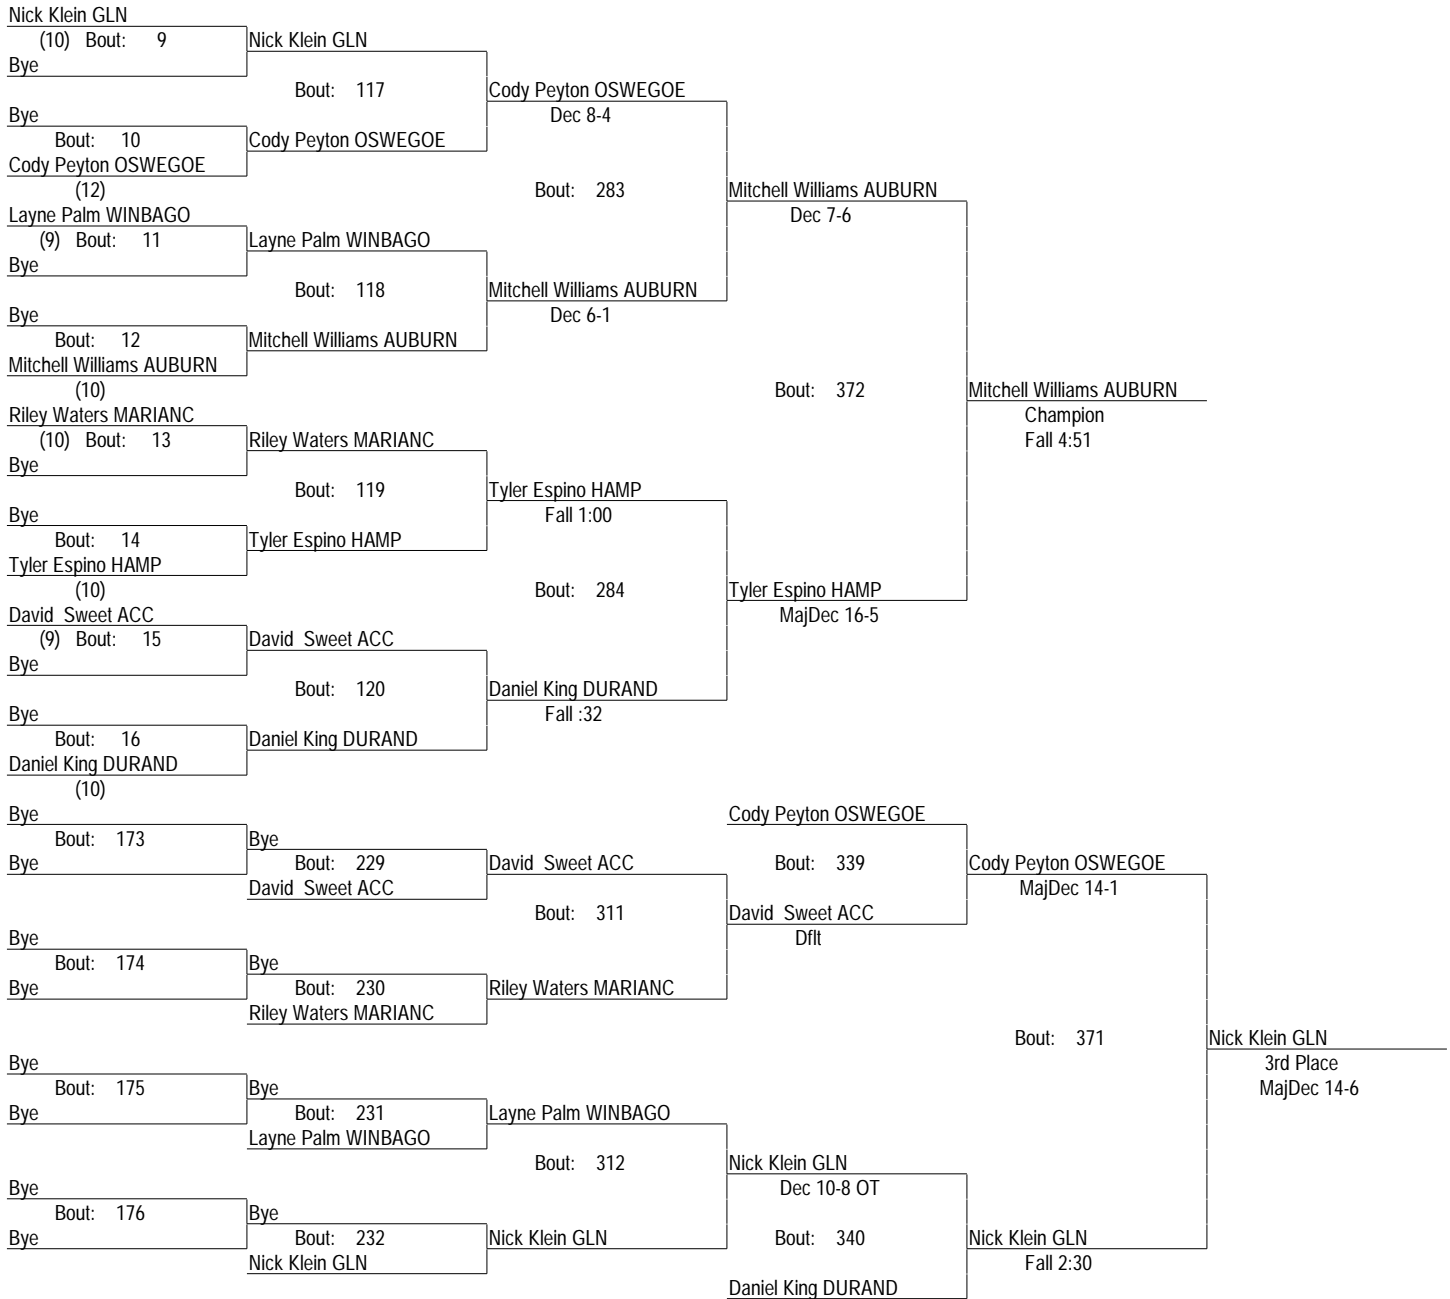 Nick Klein GLN
(10) Bout: 9 Nick Klein GLN
Bye
Bout: 117 Cody Peyton OSWEGOE
Bye Dec 8-4
Bout: 10 Cody Peyton OSWEGOE
Cody Peyton OSWEGOE
(12) Bout: 283 Mitchell Williams AUBURN
Layne Palm WINBAGO Dec 7-6
(9) Bout: 11 Layne Palm WINBAGO
Bye
Bout: 118 Mitchell Williams AUBURN
Bye Dec 6-1
Bout: 12 Mitchell Williams AUBURN
Mitchell Williams AUBURN
(10) Bout: 372 Mitchell Williams AUBURN
Riley Waters MARIANC Champion
(10) Bout: 13 Riley Waters MARIANC Fall 4:51
Bye
Bout: 119 Tyler Espino HAMP
Bye Fall 1:00
Bout: 14 Tyler Espino HAMP
Tyler Espino HAMP
(10) Bout: 284 Tyler Espino HAMP
David Sweet ACC MajDec 16-5
(9) Bout: 15 David Sweet ACC
Bye
Bout: 120 Daniel King DURAND
Bye Fall :32
Bout: 16 Daniel King DURAND
Daniel King DURAND
(10)
Bye Cody Peyton OSWEGOE
Bout: 173 Bye
Bye Bout: 229 David Sweet ACC Bout: 339 Cody Peyton OSWEGOE
David Sweet ACC MajDec 14-1
Bout: 311 David Sweet ACC
Bye Dflt
Bout: 174 Bye
Bye Bout: 230 Riley Waters MARIANC
Riley Waters MARIANC
Bout: 371 Nick Klein GLN
Bye 3rd Place
Bout: 175 Bye MajDec 14-6
Bye Bout: 231 Layne Palm WINBAGO
Layne Palm WINBAGO
Bout: 312 Nick Klein GLN
Bye Dec 10-8 OT
Bout: 176 Bye
Bye Bout: 232 Nick Klein GLN Bout: 340 Nick Klein GLN
Nick Klein GLN Fall 2:30
Daniel King DURAND